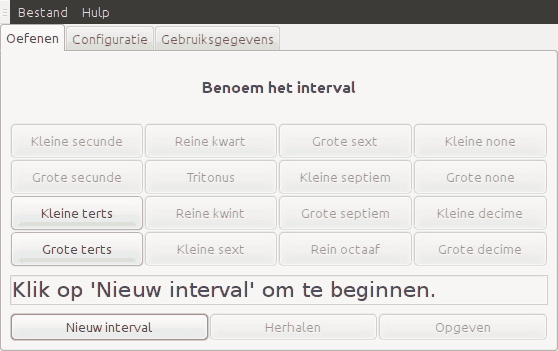 Bestand Hulp
Oefenen Configuratie Gebruiksgegevens
Benoem het interval
Kleine secunde Reine kwart Grote sext Kleine none
Grote secunde Tritonus Kleine septiem Grote none
Kleine terts Reine kwint Grote septiem Kleine decime
Grote terts Kleine sext Rein octaaf Grote decime
Klik op 'Nieuw interval' om te beginnen.
Nieuw interval Herhalen Opgeven